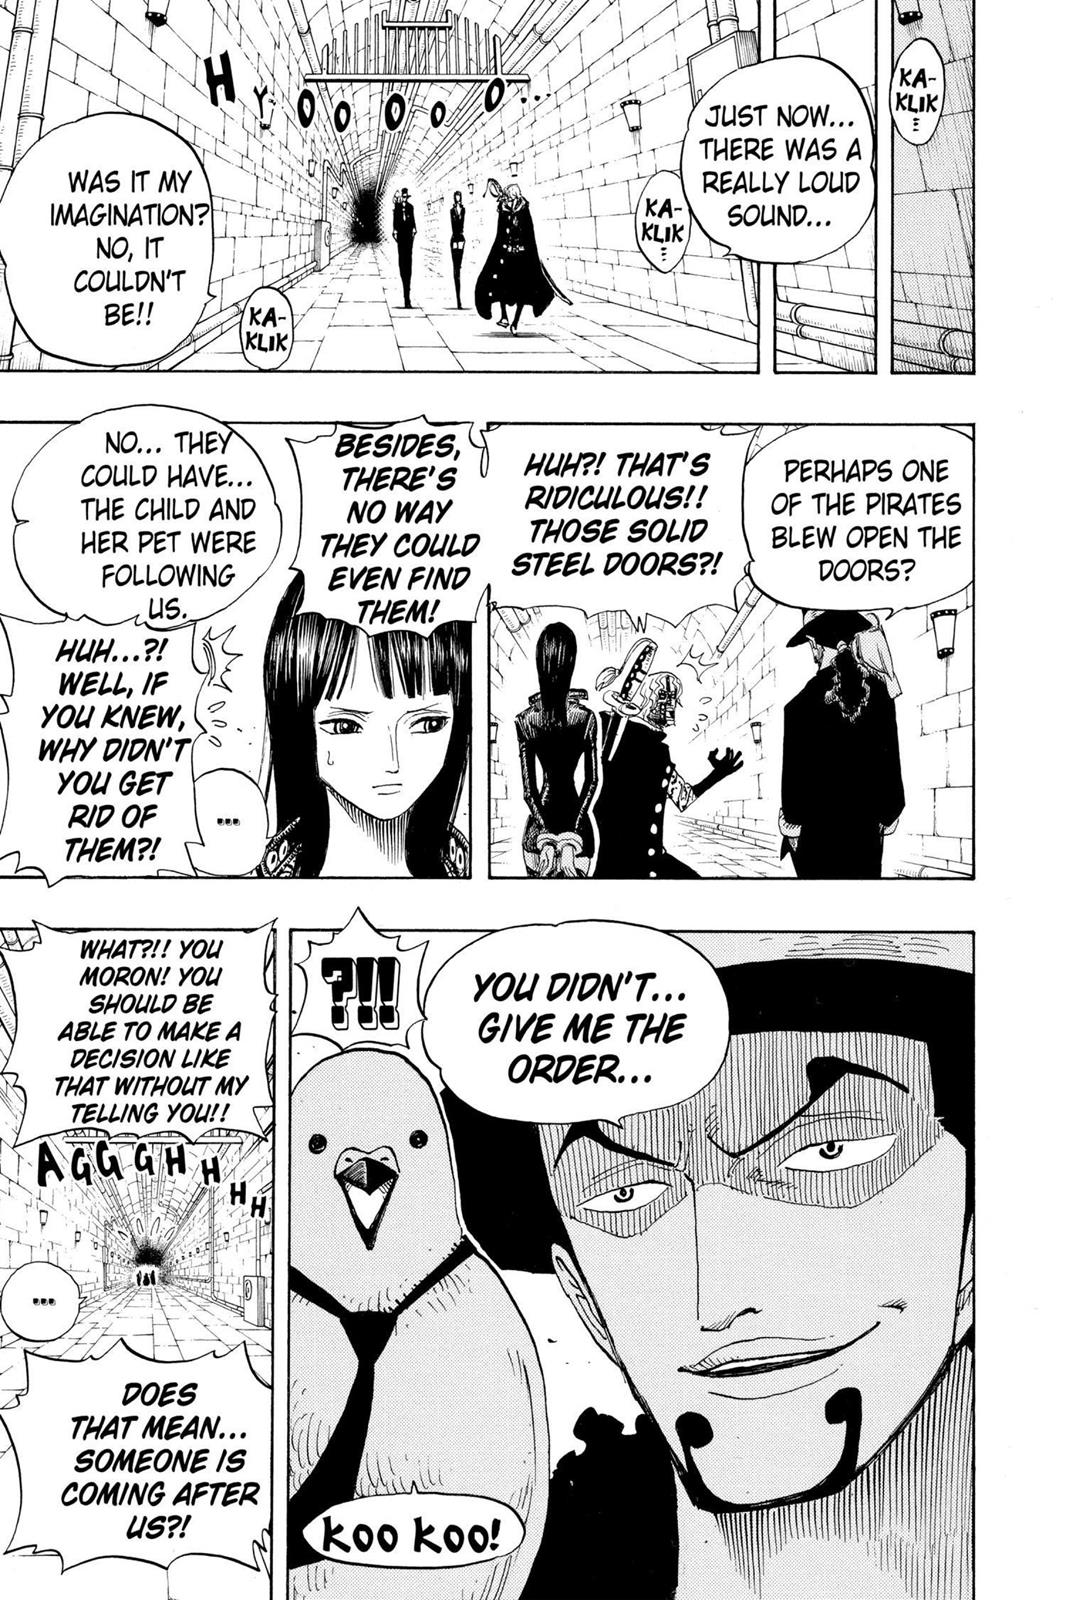 KA-
KLIK
JUST NOW...
THERE WAS A
REALLY LOUD
SOUND...
KA-
KLIK
HYOOOOO...
WAS IT MY
IMAGINATION?
NO, IT
COULDN'T
BE!!
KA-
KLIK
PERHAPS ONE
OF THE PIRATES
BLEW OPEN THE
DOORS?
HUH?! THAT'S
RIDICULOUS!!
THOSE SOLID
STEEL DOORS?!
BESIDES,
THERE'S
NO WAY
THEY COULD
EVEN FIND
THEM!
NO... THEY
COULD HAVE...
THE CHILD AND
HER PET WERE
FOLLOWING
US.
...
HUH...?!
WELL, IF
YOU KNEW,
WHY DIDN'T
YOU GET
RID OF
THEM?!
YOU DIDN'T...
GIVE ME THE
ORDER...
?!!
KOO KOO!
WHAT?!! YOU
MORON! YOU
SHOULD BE
ABLE TO MAKE A
DECISION LIKE
THAT WITHOUT MY
TELLING YOU!!
AGGGHHHH
...
DOES
THAT MEAN...
SOMEONE IS
COMING AFTER
US?!